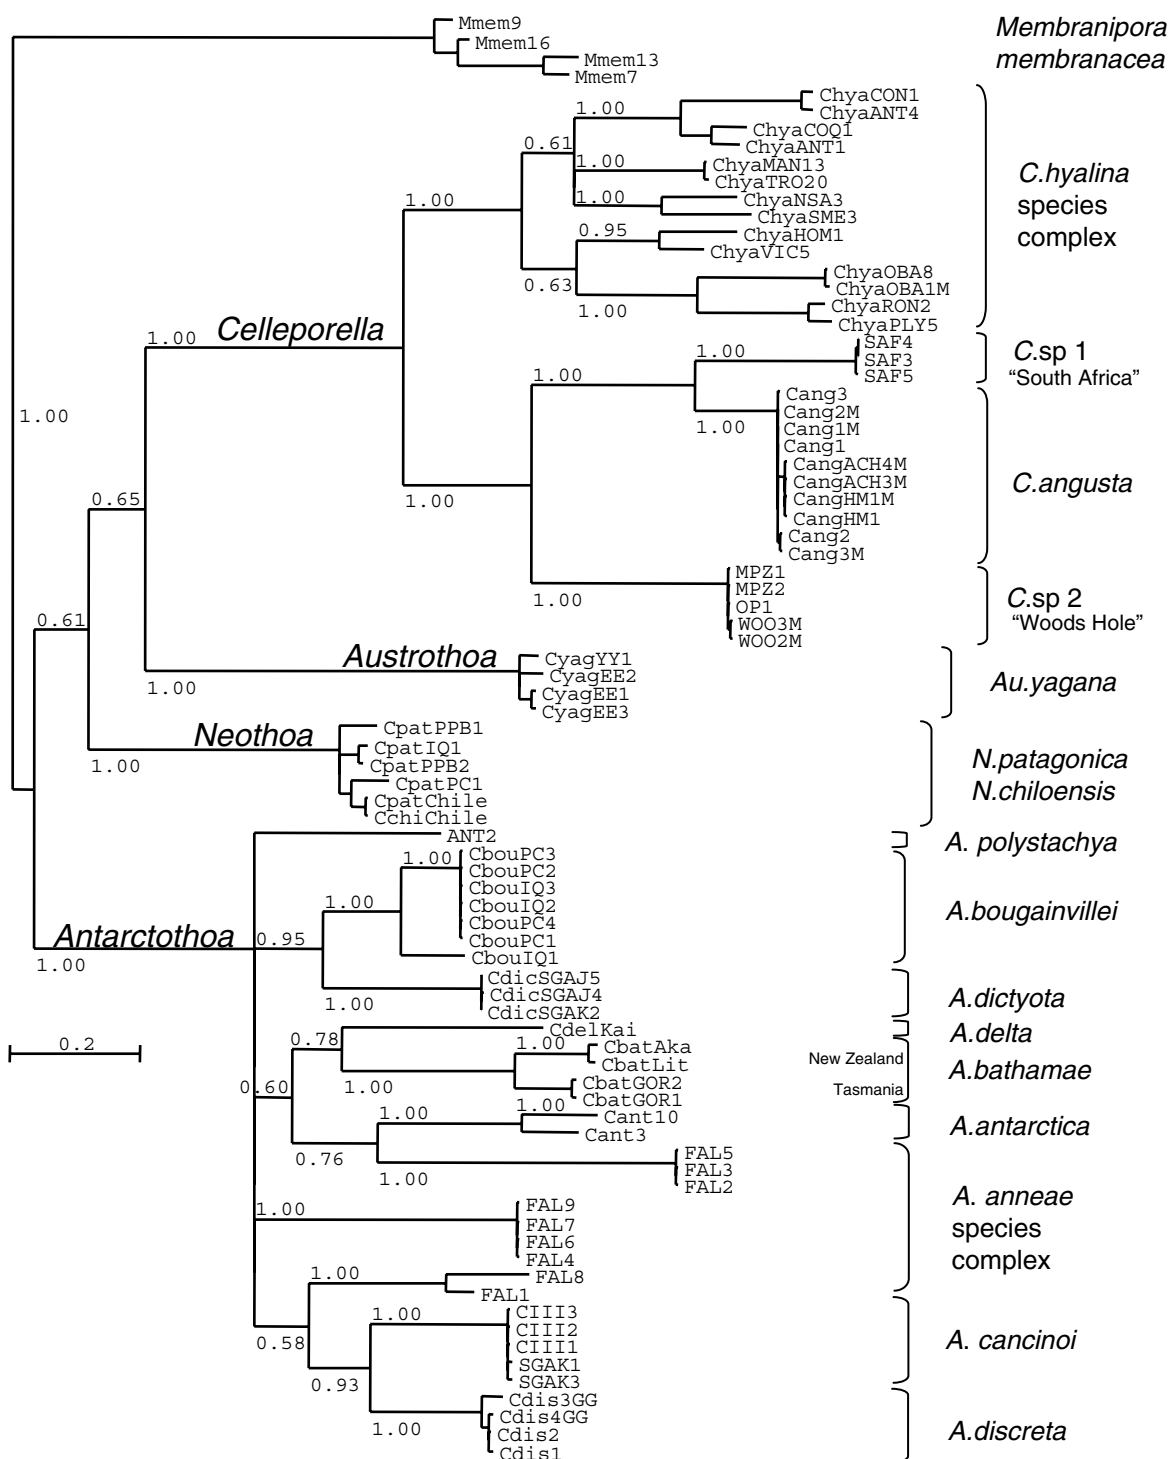 Mmem9
Mmem16
Mmem13
Mmem7
Membranipora
membranacea
ChyaCON1
ChyaANT4
ChyaCOQ1
ChyaANT1
ChyaMAN13
ChyaTRO20
ChyaNSA3
ChyaSME3
ChyaHOM1
ChyaVIC5
ChyaOBA8
ChyaOBA1M
ChyaRON2
ChyaPLY5
1.00
0.61
1.00
1.00
1.00
0.95
0.63
1.00
C.hyalina
species
complex
1.00
Celleporella
SAF4
SAF3
SAF5
1.00
1.00
C.sp 1
“South Africa”
Cang3
Cang2M
Cang1M
Cang1
CangACH4M
CangACH3M
CangHM1M
CangHM1
Cang2
Cang3M
1.00
1.00
C.angusta
1.00
0.65
MPZ1
MPZ2
OP1
WOO3M
WOO2M
1.00
C.sp 2
“Woods Hole”
0.61
Austrothoa
1.00
CyagYY1
CyagEE2
CyagEE1
CyagEE3
Au.yagana
Neothoa
1.00
CpatPPB1
CpatIQ1
CpatPPB2
CpatPC1
CpatChile
CchiChile
N.patagonica
N.chiloensis
ANT2
A. polystachya
CbouPC3
CbouPC2
CbouIQ3
CbouIQ2
CbouPC4
CbouPC1
CbouIQ1
1.00
1.00
A.bougainvillei
Antarctothoa
0.95
1.00
CdicSGAJ5
CdicSGAJ4
CdicSGAK2
1.00
A.dictyota
0.2
CdelKai
A.delta
0.78
CbatAka
CbatLit
CbatGOR2
CbatGOR1
1.00
1.00
New Zealand
Tasmania
A.bathamae
0.60
1.00
1.00
Cant10
Cant3
A.antarctica
0.76
1.00
FAL5
FAL3
FAL2
1.00
FAL9
FAL7
FAL6
FAL4
1.00
FAL8
FAL1
A. anneae
species
complex
0.58
1.00
CIII3
CIII2
CIII1
SGAK1
SGAK3
A. cancinoi
0.93
1.00
Cdis3GG
Cdis4GG
Cdis2
Cdis1
A.discreta